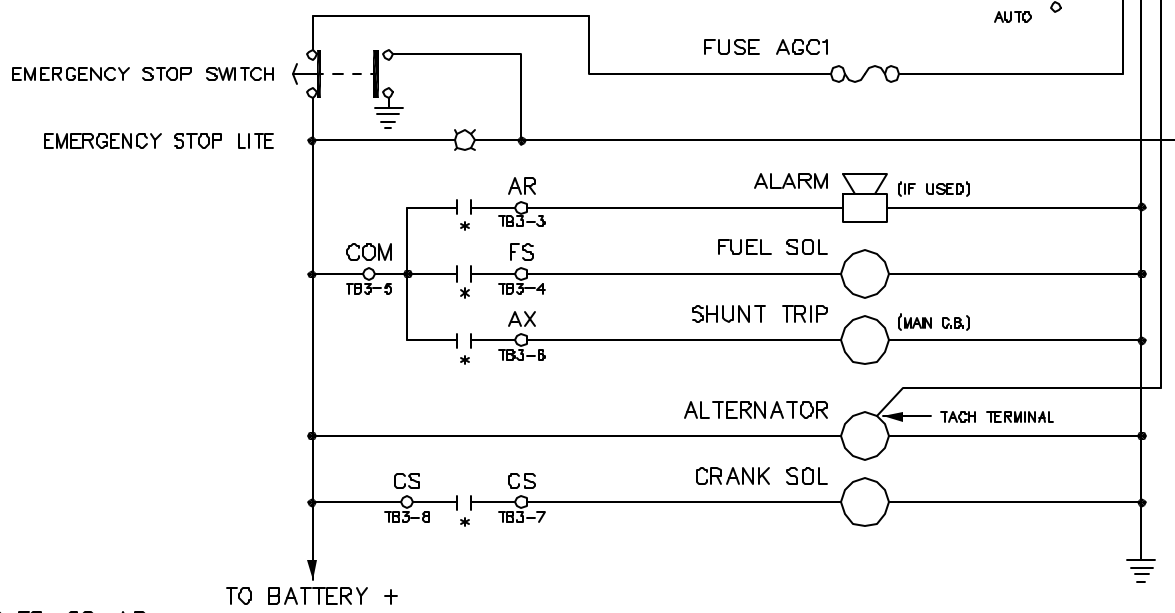 AUTO
FUSE AGC1
EMERGENCY STOP SWITCH
EMERGENCY STOP LITE
AR
ALARM
(IF USED)
*
TB3-3
COM
FS
FUEL SOL
TB3-5
*
TB3-4
AX
SHUNT TRIP
(MAIN C.B.)
*
TB3-6
ALTERNATOR
TACH TERMINAL
CS
CS
CRANK SOL
TB3-8
*
TB3-7
TO BATTERY +